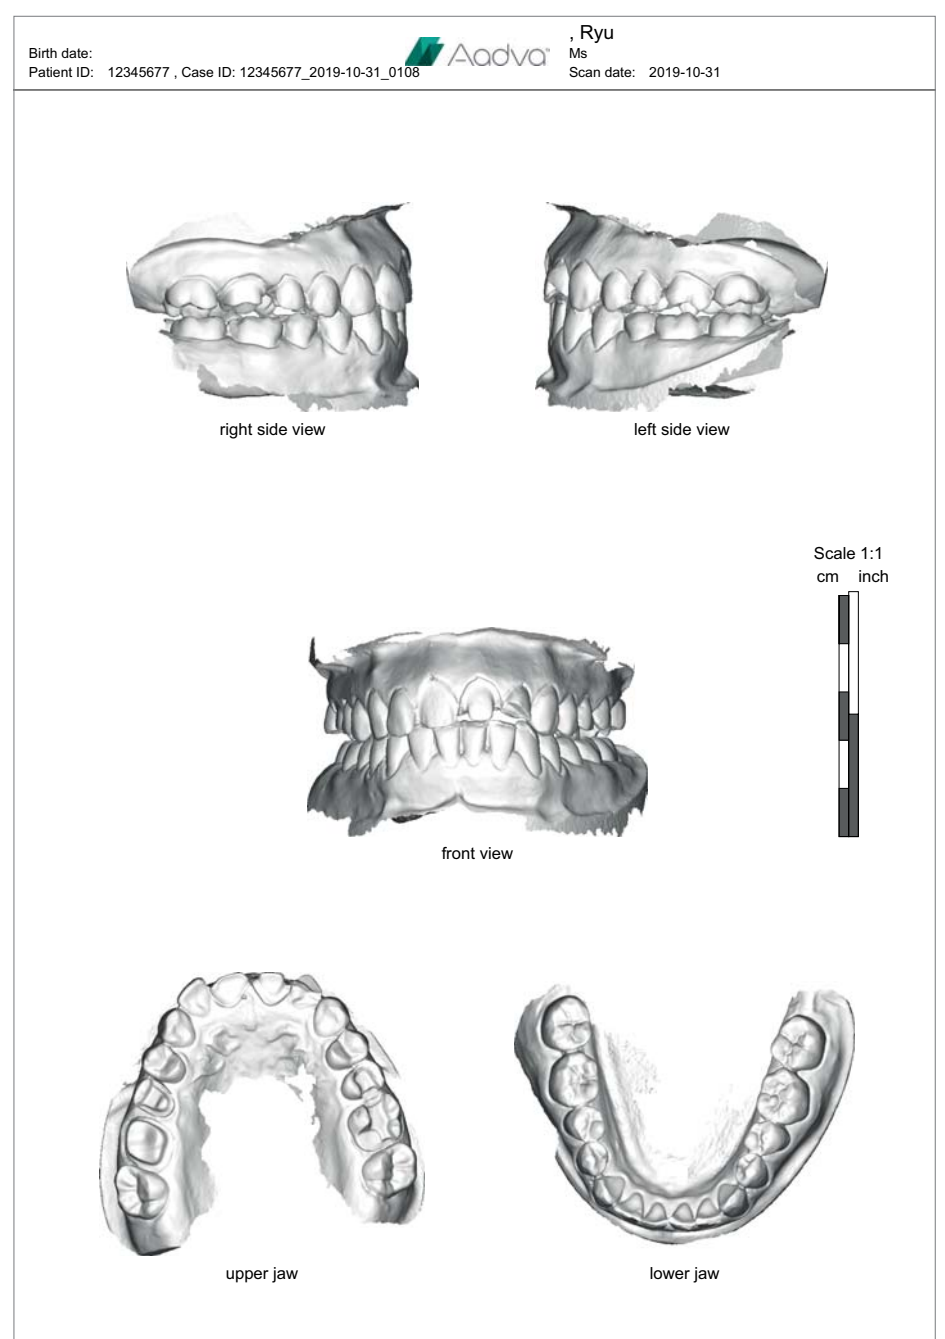 , Ryu
Birth date:
Aadva™
Ms
Patient ID: 12345677 , Case ID: 12345677_2019-10-31_0108
Scan date: 2019-10-31
right side view
left side view
Scale 1:1
cm inch
front view
upper jaw
lower jaw